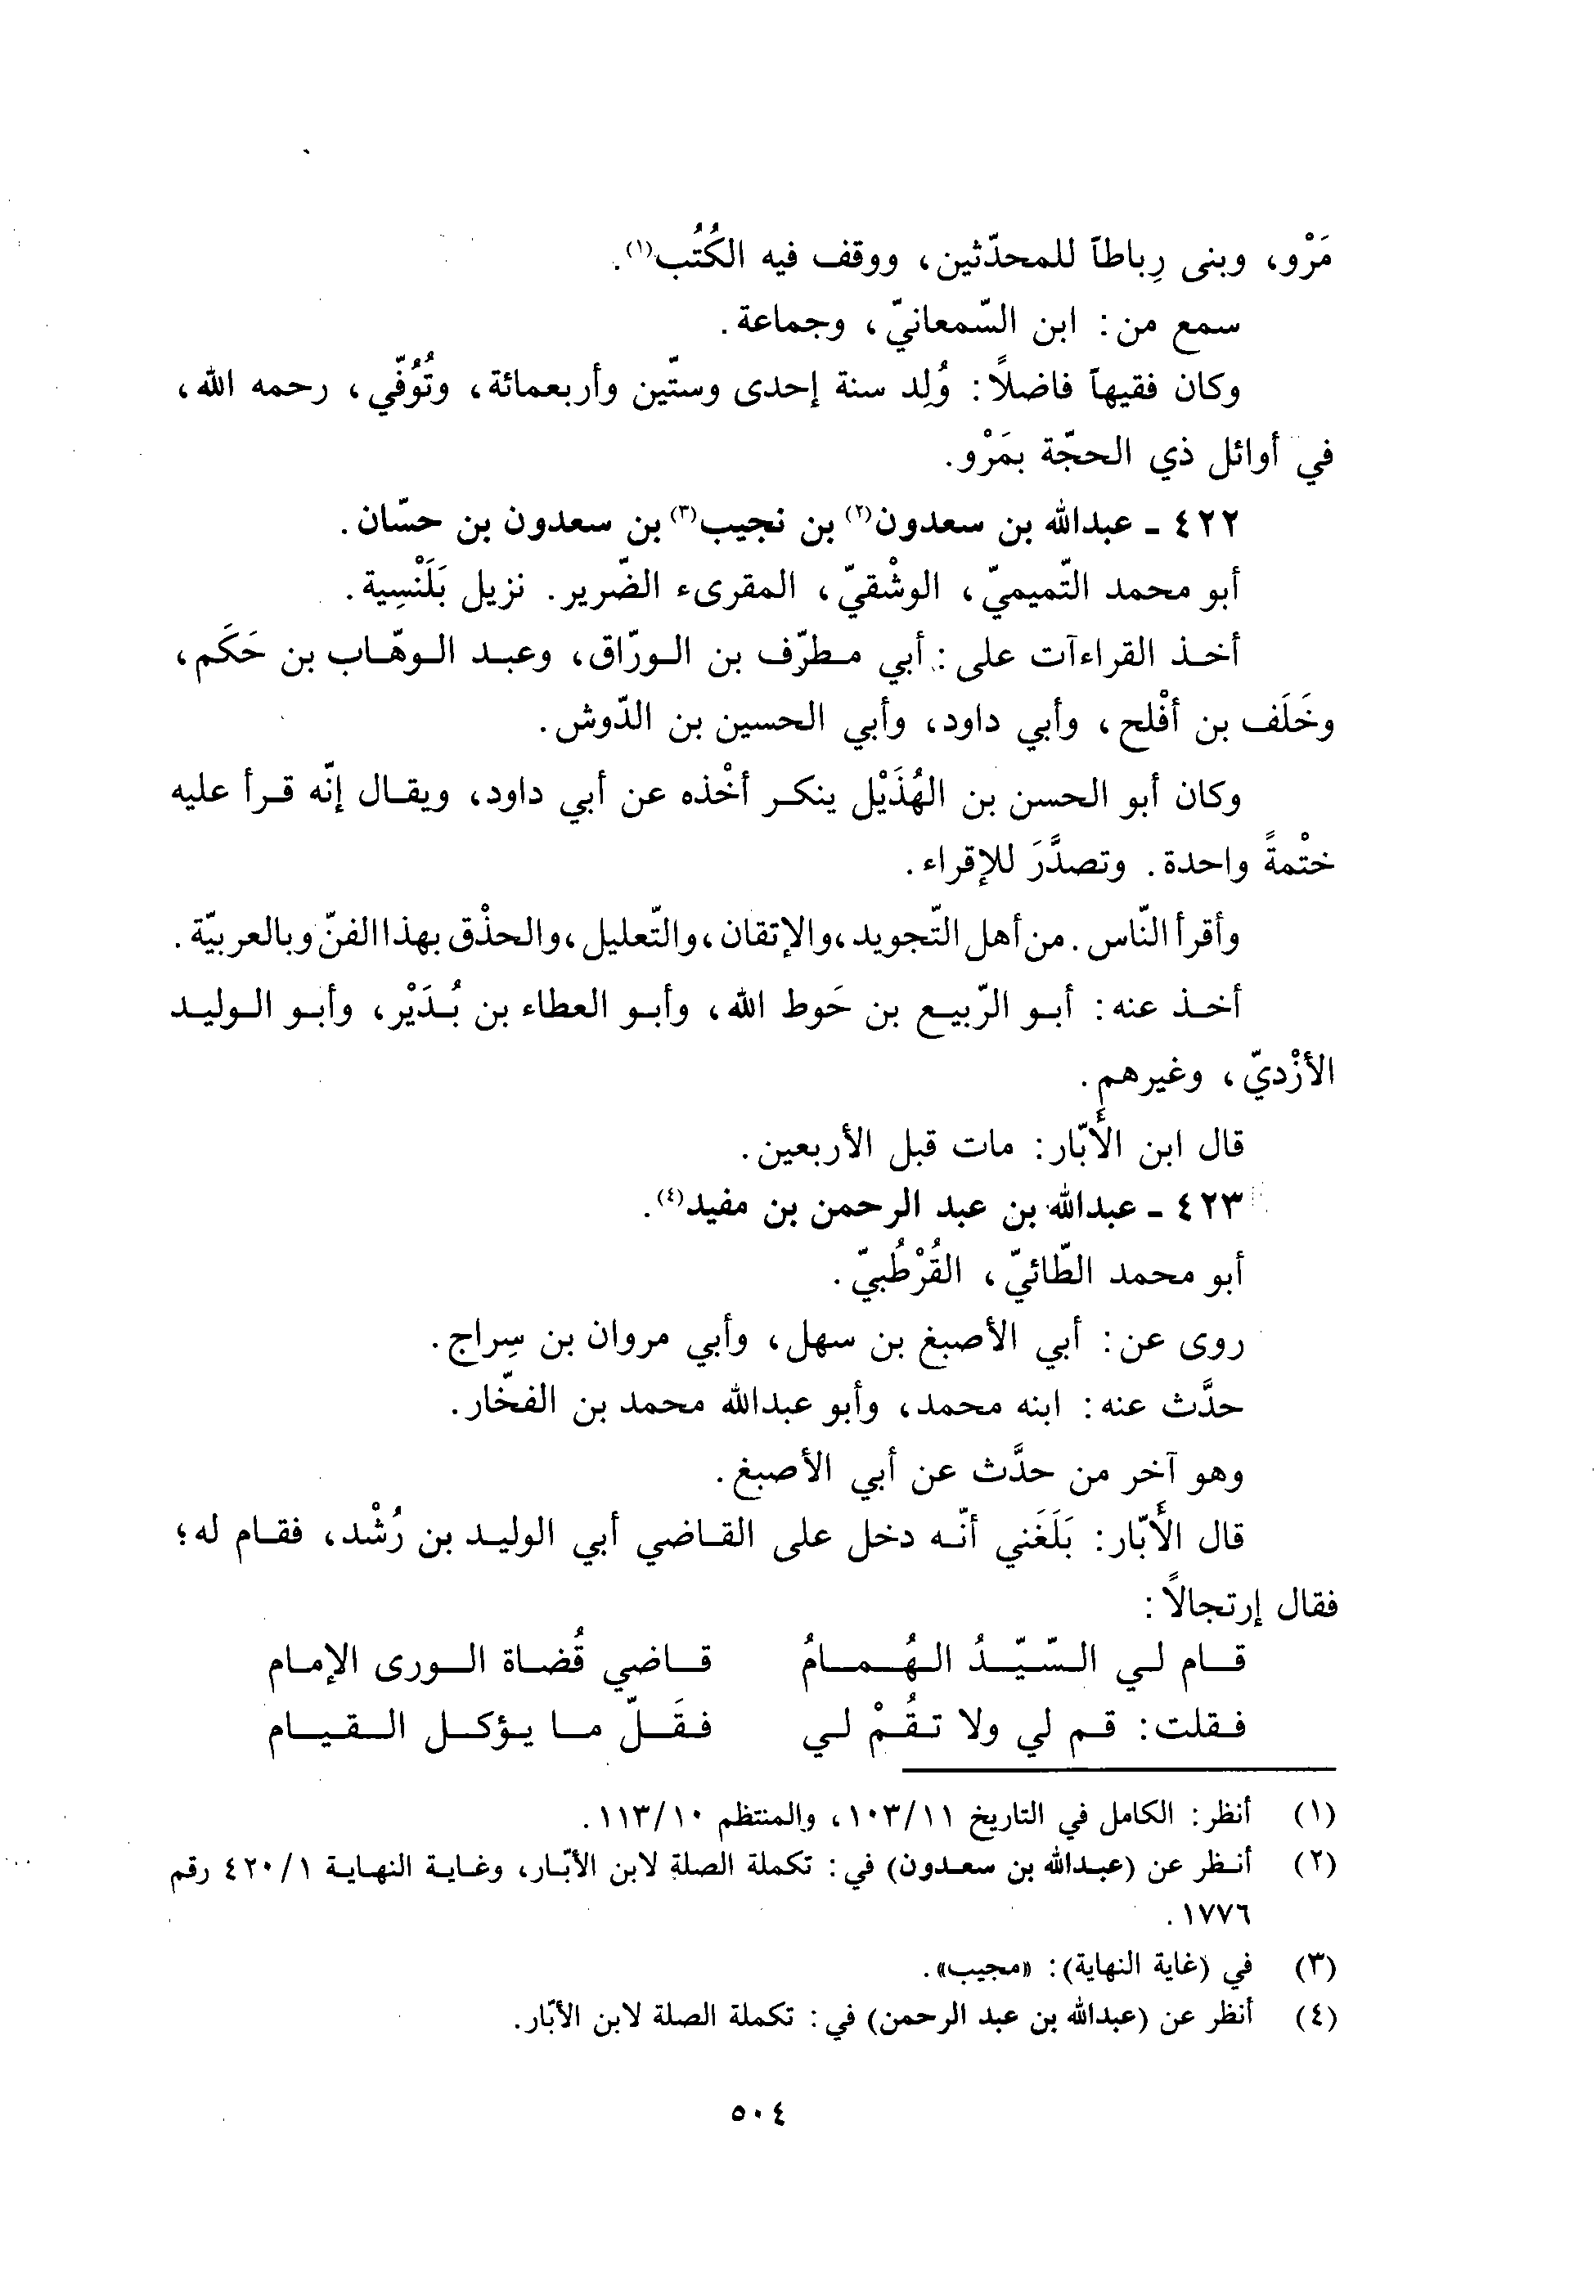 مَرْو، وبنى رِباطاً للمحدّثين، ووقف فيه الكُتُب(١).
سمع من: ابن السّمعانيّ، وجماعة.
وكان فقيهاً فاضلاً: وُلِد سنة إحدى وستّين وأربعمائة، وتُوُفّي، رحمه الله،
في أوائل ذي الحجّة بمَرْو.
٤٢٢ ـ عبدالله بن سعدون(٢) بن نجيب(٣) بن سعدون بن حسّان.
أبو محمد التّميميّ، الوشْقيّ، المقرىء الضّرير. نزيل بَلَنْسِية.
أخذ القراءآت على: أبي مطرّف بن الورّاق، وعبد الوهّاب بن حَكَم،
وخَلَف بن أفْلح، وأبي داود، وأبي الحسين بن الدّوش.
وكان أبو الحسن بن الهُذَيْل ينكر أخْذه عن أبي داود، ويقال إنّه قرأ عليه
ختْمةً واحدة. وتصدَّرَ للإقراء.
وأقرأ النّاس. من أهل التّجويد، والإتقان، والتّعليل، والحذْق بهذا الفنّ وبالعربيّة.
أخذ عنه: أبو الرّبيع بن حَوط الله، وأبو العطاء بن بُدَيْر، وأبو الوليد
الأزْديّ، وغيرهم.
قال ابن الأَبّار: مات قبل الأربعين.
٤٢٣ ـ عبدالله بن عبد الرحمن بن مفيد(٤).
أبو محمد الطّائيّ، القُرْطُبيّ.
روى عن: أبي الأصبغ بن سهل، وأبي مروان بن سِراج.
حدَّث عنه: ابنه محمد، وأبو عبدالله محمد بن الفخّار.
وهو آخر من حدَّث عن أبي الأصبغ.
قال الأَبّار: بَلَغَني أنّه دخل على القاضي أبي الوليد بن رُشْد، فقام له؛
فقال إرتجالاً:
قام لي السّيّدُ الهُمامُ قاضي قُضاة الورى الإمام
فقلت: قم لي ولا تقُمْ لي فقَلّ ما يؤكل القيام
(١) أنظر: الكامل في التاريخ ١٠٣/١١، والمنتظم ١١٣/١٠.
(٢) أنظر عن (عبدالله بن سعدون) في: تكملة الصلة لابن الأبّار، وغاية النهاية ٤٢٠/١ رقم
١٧٧٦.
(٣) في (غاية النهاية): «مجيب».
(٤) أنظر عن (عبدالله بن عبد الرحمن) في: تكملة الصلة لابن الأبّار.
٥٠٤